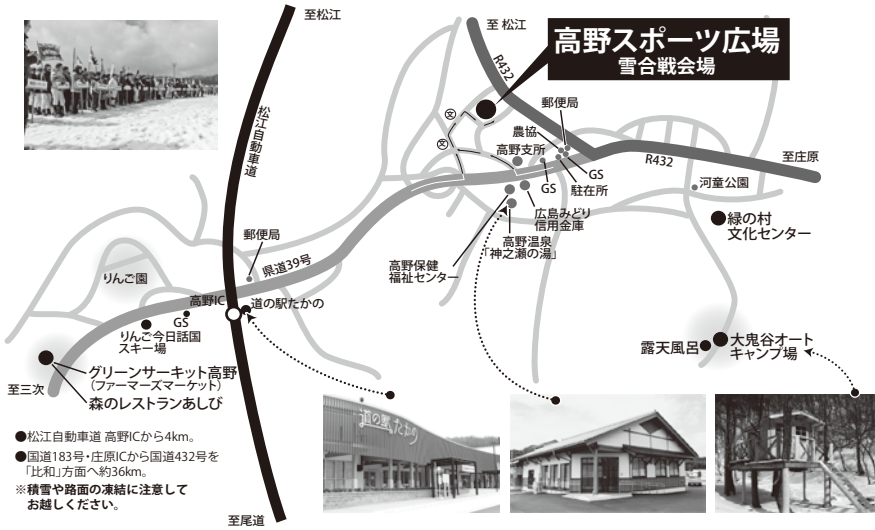 至松江
至 松江
高野スポーツ広場
雪合戦会場
R432
松江自動車道
郵便局
農協
高野支所
文
文
GS
GS
駐在所
R432
至庄原
河童公園
広島みどり
信用金庫
緑の村
文化センター
高野温泉
「神之瀬の湯」
高野保健
福祉センター
郵便局
県道39号
りんご園
高野IC
道の駅たかの
GS
りんご今日話国
スキー場
露天風呂
大鬼谷オート
キャンプ場
グリーンサーキット高野
(ファーマーズマーケット)
森のレストランあしび
至三次
道の駅たかの
●松江自動車道 高野ICから4km。
●国道183号・庄原ICから国道432号を
「比和」方面へ約36km。
※積雪や路面の凍結に注意して
お越しください。
至尾道